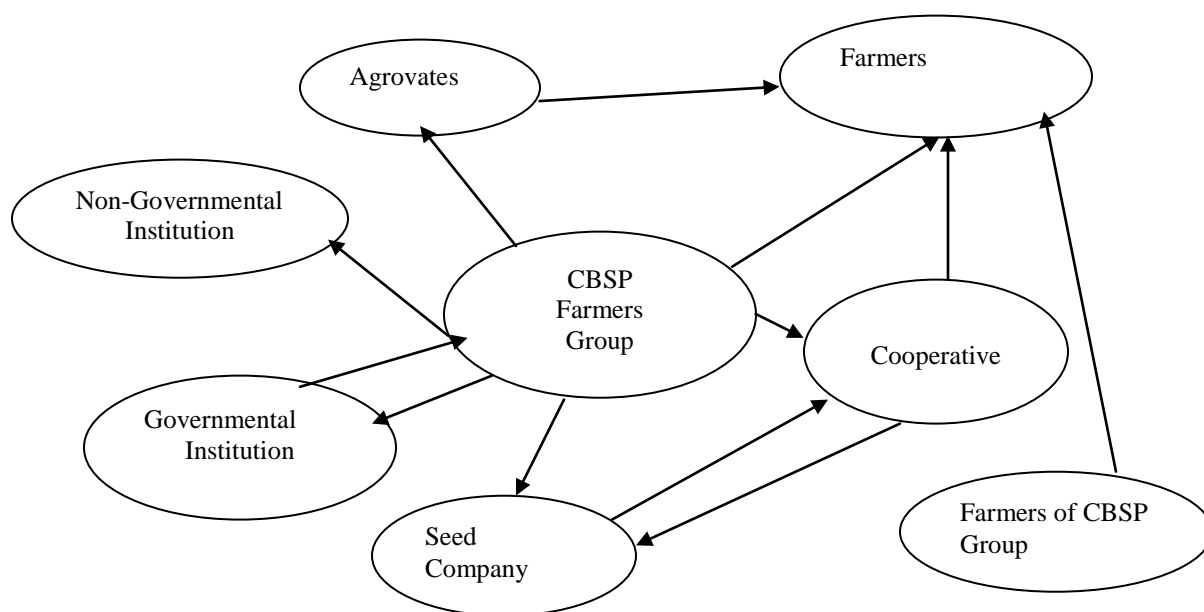 Agrovates
Farmers
Non-Governmental
Institution
CBSP
Farmers
Group
Cooperative
Governmental
Institution
Seed
Company
Farmers of CBSP
Group